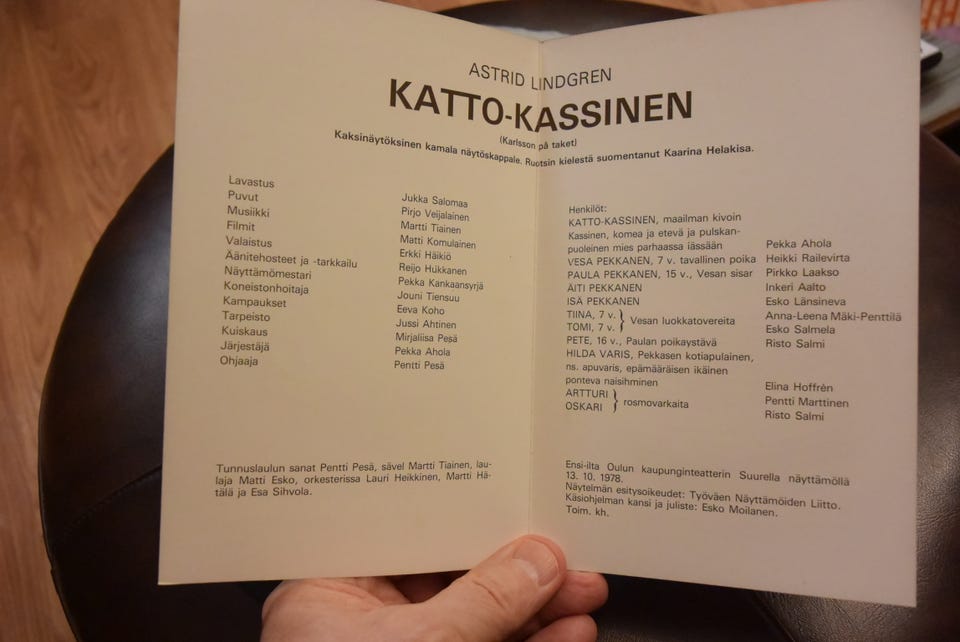 ASTRID LINDGREN
KATTO-KASSINEN
(Karlsson på taket)
Kaksinäytöksinen kamala näytöskappale. Ruotsin kielestä suomentanut Kaarina Helakisa.
Lavastus Jukka Salomaa
Puvut Pirjo Veijalainen
Musiikki Martti Tiainen
Filmit Matti Komulainen
Valaistus Erkki Häikiö
Äänitehosteet ja -tarkkailu Reijo Hukkanen
Näyttämömestari Pekka Kankaansyrjä
Koneistonhoitaja Jouni Tiensuu
Kampaukset Eeva Koho
Tarpeisto Jussi Ahtinen
Kuiskaus Mirjaliisa Pesä
Järjestäjä Pekka Ahola
Ohjaaja Pentti Pesä
Tunnuslaulun sanat Pentti Pesä, sävel Martti Tiainen, lau-
laja Matti Esko, orkesterissa Lauri Heikkinen, Martti Hä-
tälä ja Esa Sihvola.
Henkilöt:
KATTO-KASSINEN, maailman kivoin
Kassinen, komea ja etevä ja pulskan-
puoleinen mies parhaassa iässään Pekka Ahola
VESA PEKKANEN, 7 v. tavallinen poika Heikki Railevirta
PAULA PEKKANEN, 15 v., Vesan sisar Pirkko Laakso
ÄITI PEKKANEN Inkeri Aalto
ISÄ PEKKANEN Esko Länsineva
TIINA, 7 v. } Vesan luokkatovereita Anna-Leena Mäki-Penttilä
TOMI, 7 v. Esko Salmela
PETE, 16 v., Paulan poikaystävä Risto Salmi
HILDA VARIS, Pekkasen kotiapulainen,
ns. apuvaris, epämääräisen ikäinen
ponteva naisihminen Elina Hoffrèn
ARTTURI } rosmovarkaita Pentti Marttinen
OSKARI Risto Salmi
Ensi-ilta Oulun kaupunginteatterin Suurella näyttämöllä
13. 10. 1978.
Näytelmän esitysoikeudet: Työväen Näyttämöiden Liitto.
Käsiohjelman kansi ja juliste: Esko Moilanen.
Toim. kh.